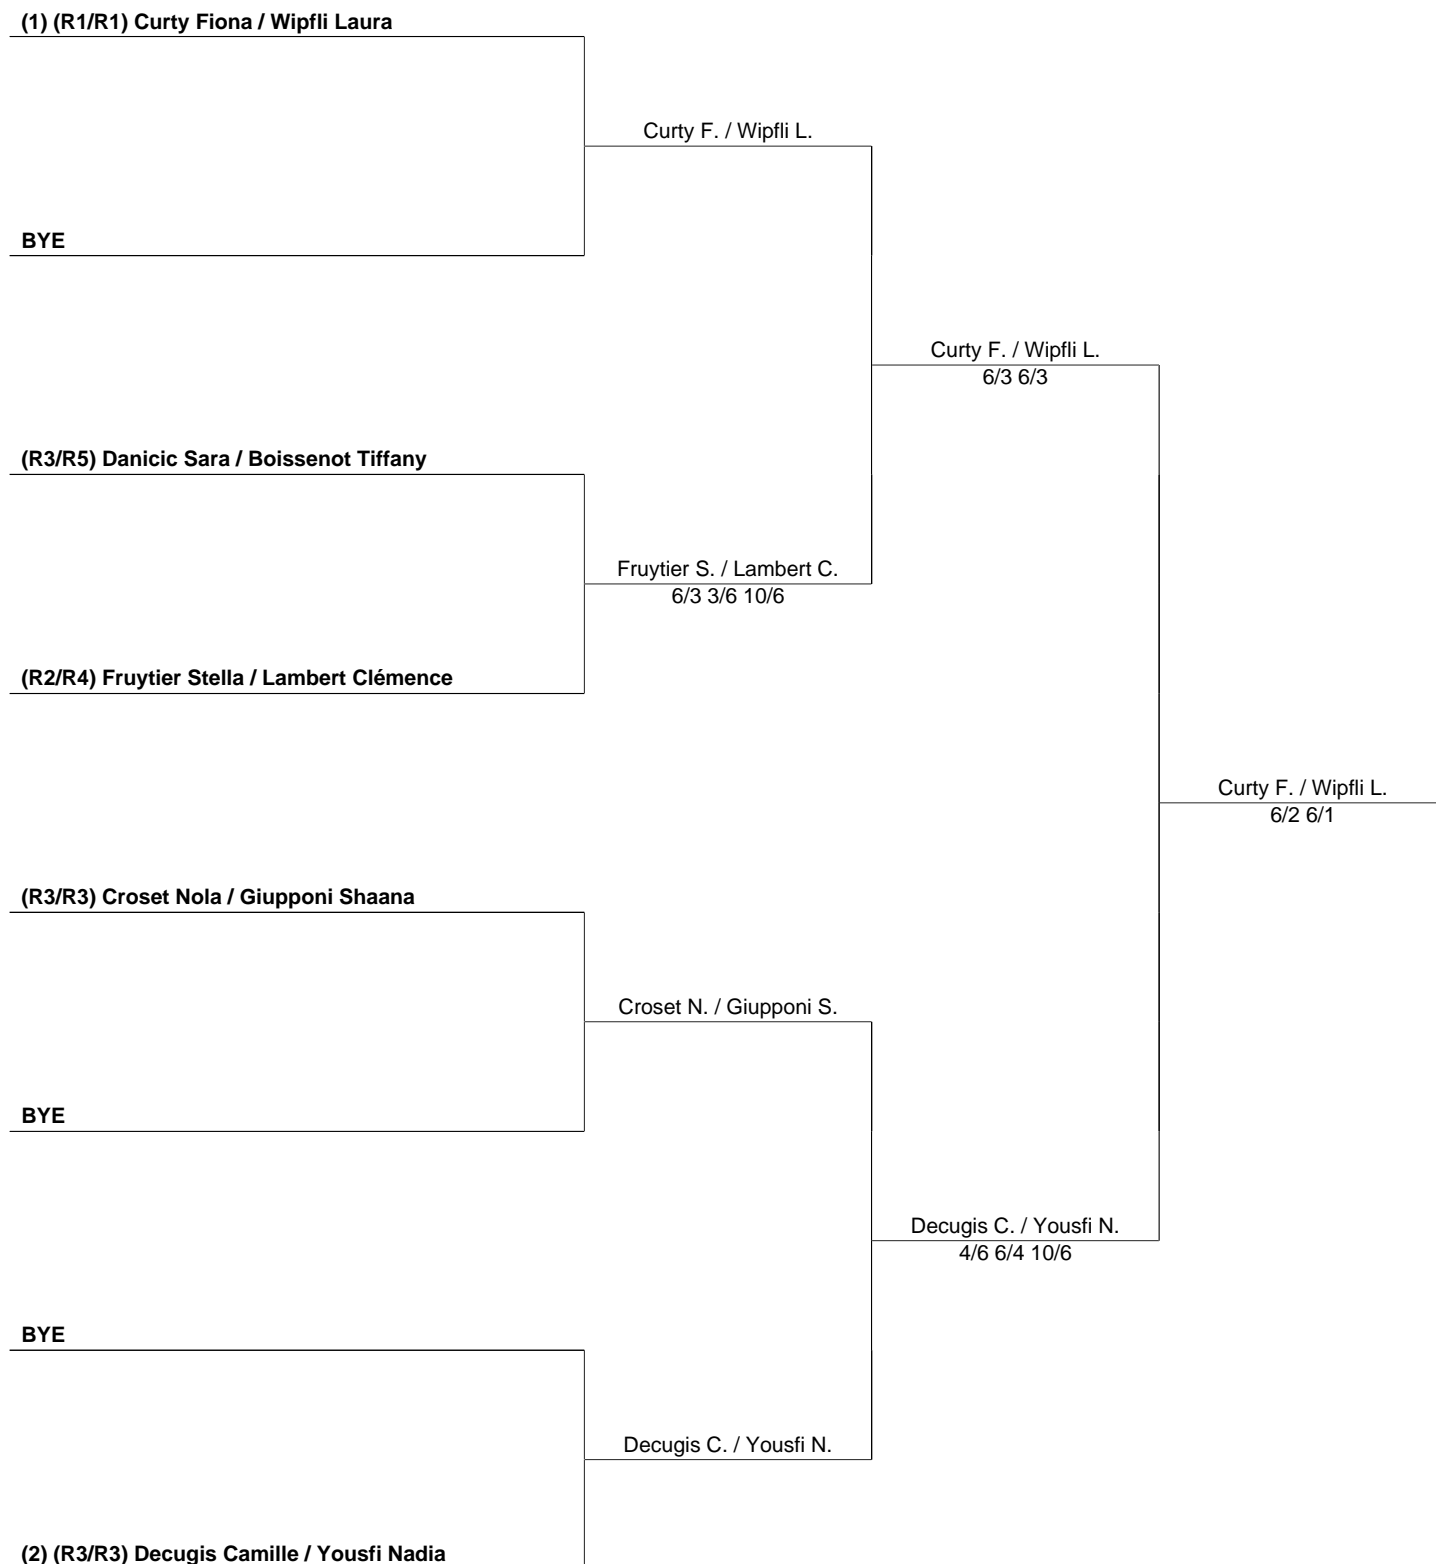 (1) (R1/R1) Curty Fiona / Wipfli Laura
Curty F. / Wipfli L.
BYE
Curty F. / Wipfli L.
6/3 6/3
(R3/R5) Danicic Sara / Boissenot Tiffany
Fruytier S. / Lambert C.
6/3 3/6 10/6
(R2/R4) Fruytier Stella / Lambert Clémence
Curty F. / Wipfli L.
6/2 6/1
(R3/R3) Croset Nola / Giupponi Shaana
Croset N. / Giupponi S.
BYE
Decugis C. / Yousfi N.
4/6 6/4 10/6
BYE
Decugis C. / Yousfi N.
(2) (R3/R3) Decugis Camille / Yousfi Nadia